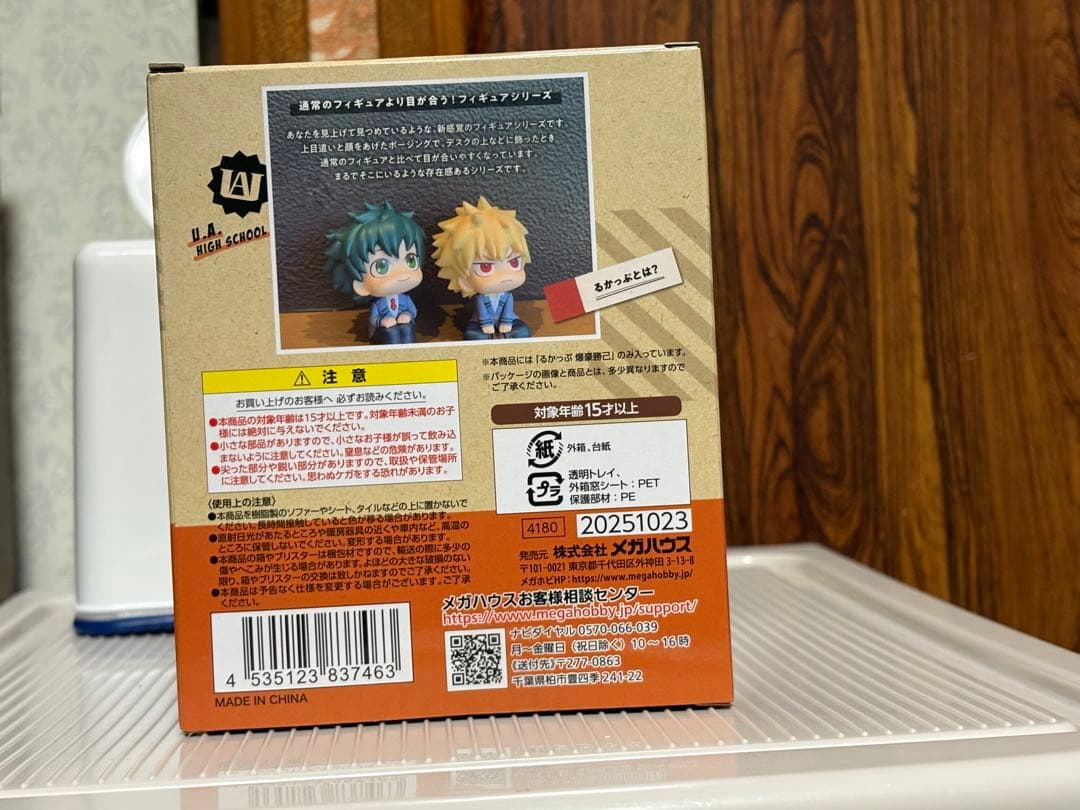 通常のフィギュアより目が合う！フィギュアシリーズ
あなたを見上げて見つめているような、新感覚のフィギュアシリーズです。
上目遣いと顔をあげたポージングで、デスクの上などに飾ったとき
通常のフィギュアと比べて目が合いやすくなっています。
まるでそこにいるような存在感あるシリーズです。
UA
U.A.
HIGH SCHOOL
るかっぷとは?
※本商品には「るかっぷ 爆豪勝己」のみ入っています。
※パッケージの画像と商品とは、多少異なりますので
ご了承ください。
⚠ 注意
お買い上げのお客様へ 必ずお読みください。
●本商品の対象年齢は15才以上です。対象年齢未満のお子
様には絶対に与えないでください。
●小さな部品がありますので、小さなお子様が誤って飲み込
まないように注意してください。窒息などの危険があります。
●尖った部分や鋭い部分がありますので、取扱や保管場所
に注意してください。思わぬケガをする恐れがあります。
対象年齢15才以上
紙 外箱、台紙
プラ 透明トレイ、
外箱窓シート：PET
保護部材：PE
〈使用上の注意〉
●本商品を樹脂製のソファーやシート、タイルなどの上に置かないで
ください。長時間接触していると色が移る場合があります。
●直射日光があたるところや暖房器具の近くや車内など、高温の
ところに保管しないでください。変形する場合があります。
●本商品の箱やブリスターは梱包材ですので、輸送の際に多少の
傷やへこみが生じる場合があります。よほどの大きな破損のない
限り、箱やブリスターの交換は致しかねますのでご了承ください。
●本商品は予告なく仕様を変更する場合がございます。ご了承
ください。
4180 20251023
発売元 株式会社 メガハウス
〒101-0021 東京都千代田区外神田 3-13-8
メガホビHP：https://www.megahobby.jp/
メガハウスお客様相談センター
https://www.megahobby.jp/support/
ナビダイヤル 0570-066-039
月～金曜日（祝日除く）10～16時
《送付先》〒277-0863
千葉県柏市豊四季 241-22
4 535123 837463
MADE IN CHINA